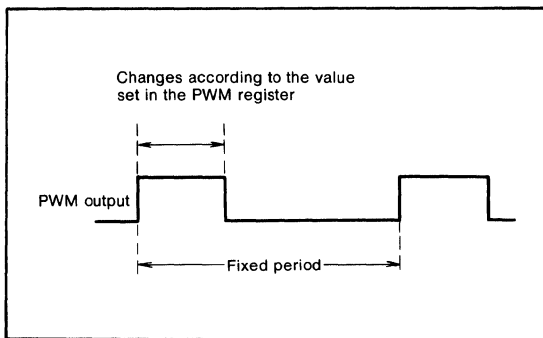 Changes according to the value
set in the PWM register
PWM output
Fixed period